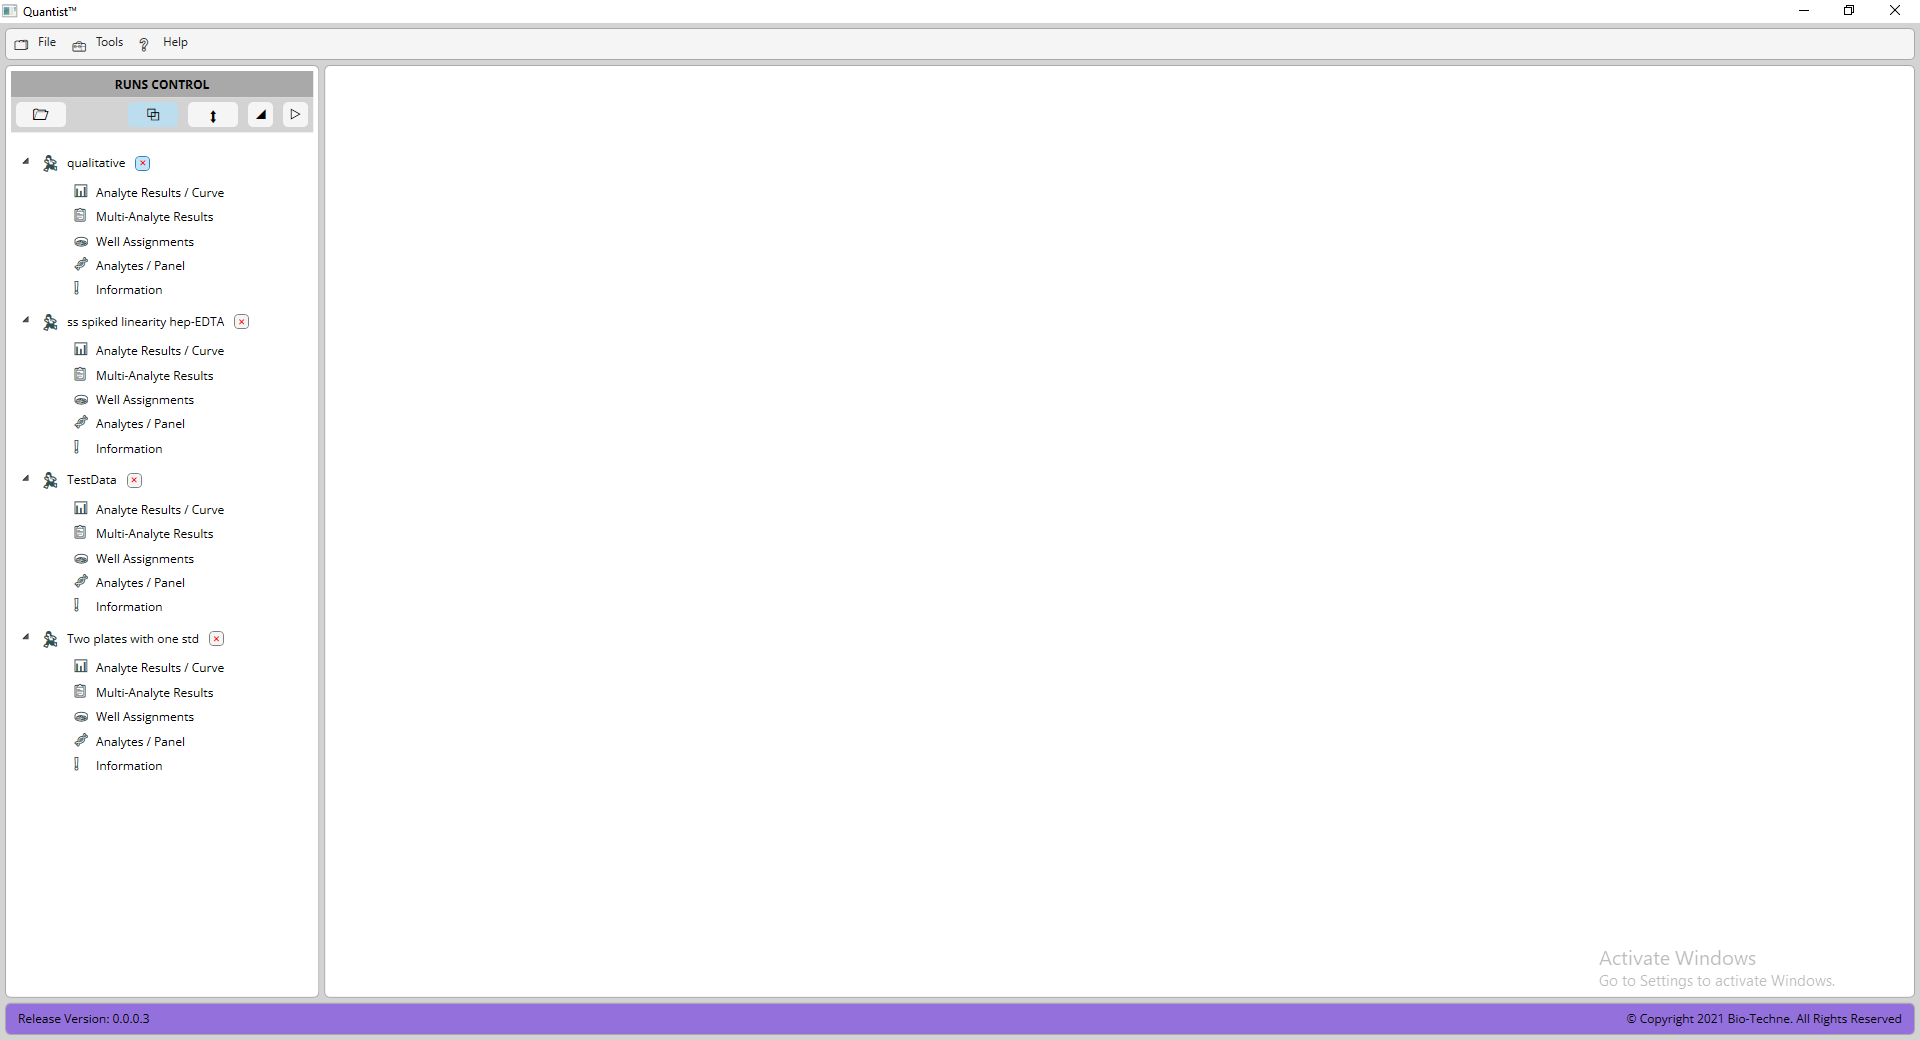 Quantist™
File Tools Help
RUNS CONTROL
qualitative
Analyte Results / Curve
Multi-Analyte Results
Well Assignments
Analytes / Panel
Information
ss spiked linearity hep-EDTA
Analyte Results / Curve
Multi-Analyte Results
Well Assignments
Analytes / Panel
Information
TestData
Analyte Results / Curve
Multi-Analyte Results
Well Assignments
Analytes / Panel
Information
Two plates with one std
Analyte Results / Curve
Multi-Analyte Results
Well Assignments
Analytes / Panel
Information
Activate Windows
Go to Settings to activate Windows.
Release Version: 0.0.0.3
© Copyright 2021 Bio-Techne. All Rights Reserved